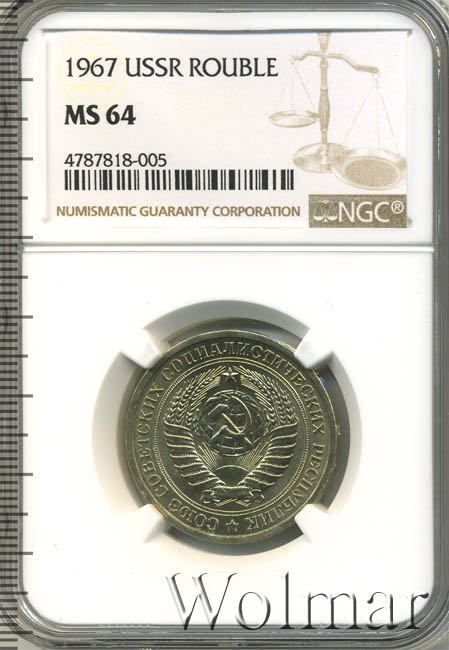 1967 USSR ROUBLE
MS 64
4787818-005
NUMISMATIC GUARANTY CORPORATION
NGC®
СОЮЗ СОВЕТСКИХ СОЦИАЛИСТИЧЕСКИХ РЕСПУБЛИК
Wolmar